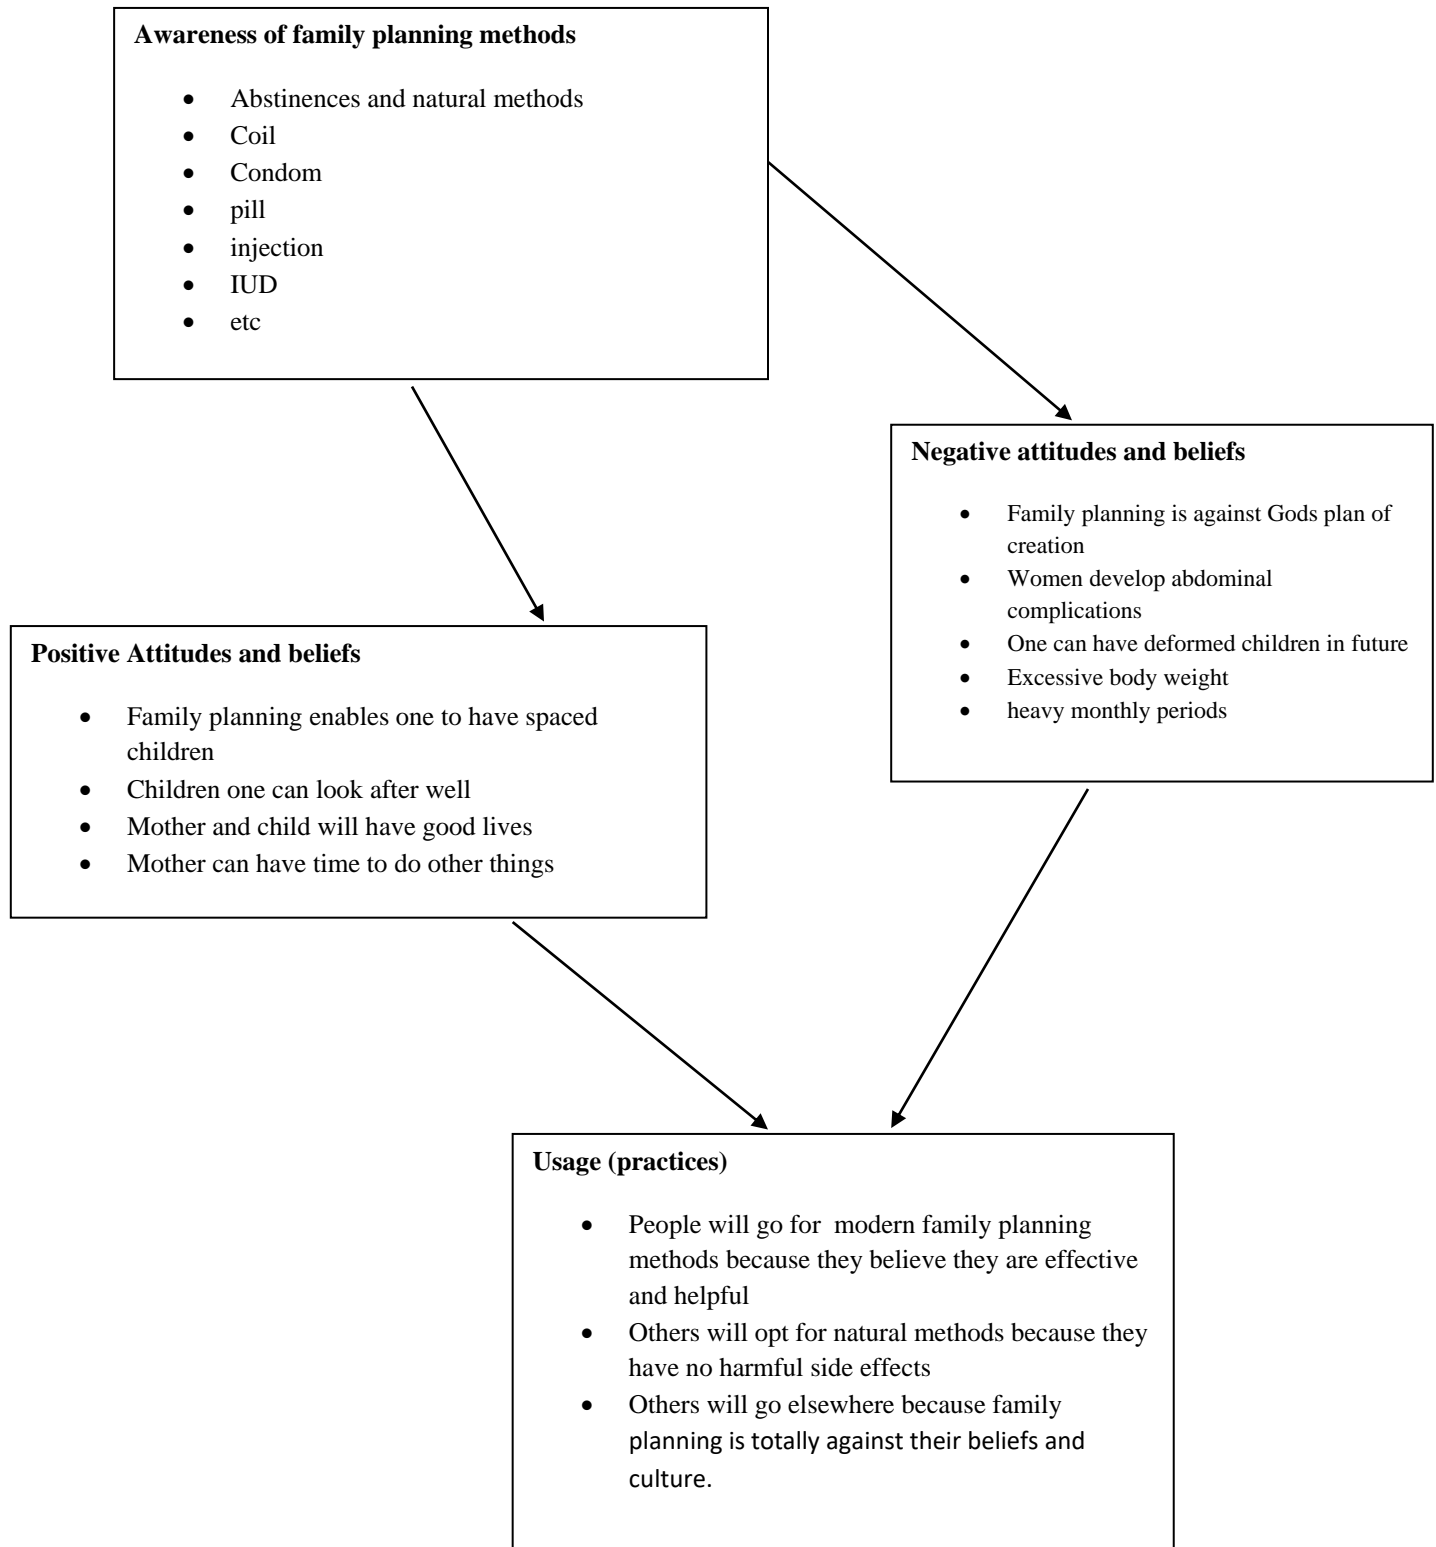 Awareness of family planning methods
• Abstinences and natural methods
• Coil
• Condom
• pill
• injection
• IUD
• etc
Negative attitudes and beliefs
• Family planning is against Gods plan of
creation
• Women develop abdominal
complications
• One can have deformed children in future
• Excessive body weight
• heavy monthly periods
Positive Attitudes and beliefs
• Family planning enables one to have spaced
children
• Children one can look after well
• Mother and child will have good lives
• Mother can have time to do other things
Usage (practices)
• People will go for  modern family planning
methods because they believe they are effective
and helpful
• Others will opt for natural methods because they
have no harmful side effects
• Others will go elsewhere because family
planning is totally against their beliefs and
culture.